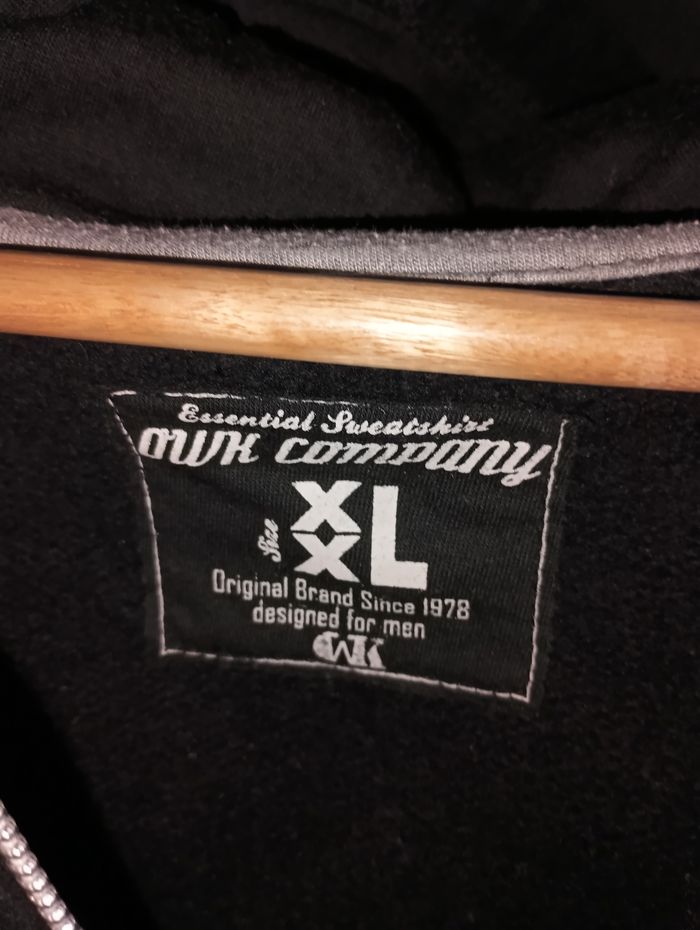 Essential Sweatshirt
OWK company
Size
XXL
Original Brand Since 1978
designed for men
OWK